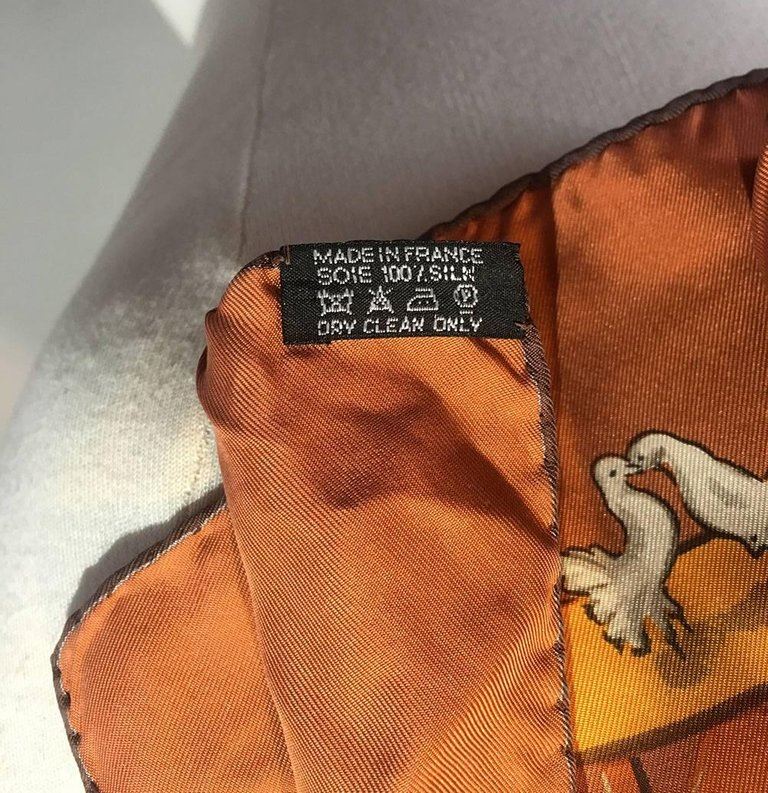 MADE IN FRANCE
SOIE 100% SILK
P
DRY CLEAN ONLY